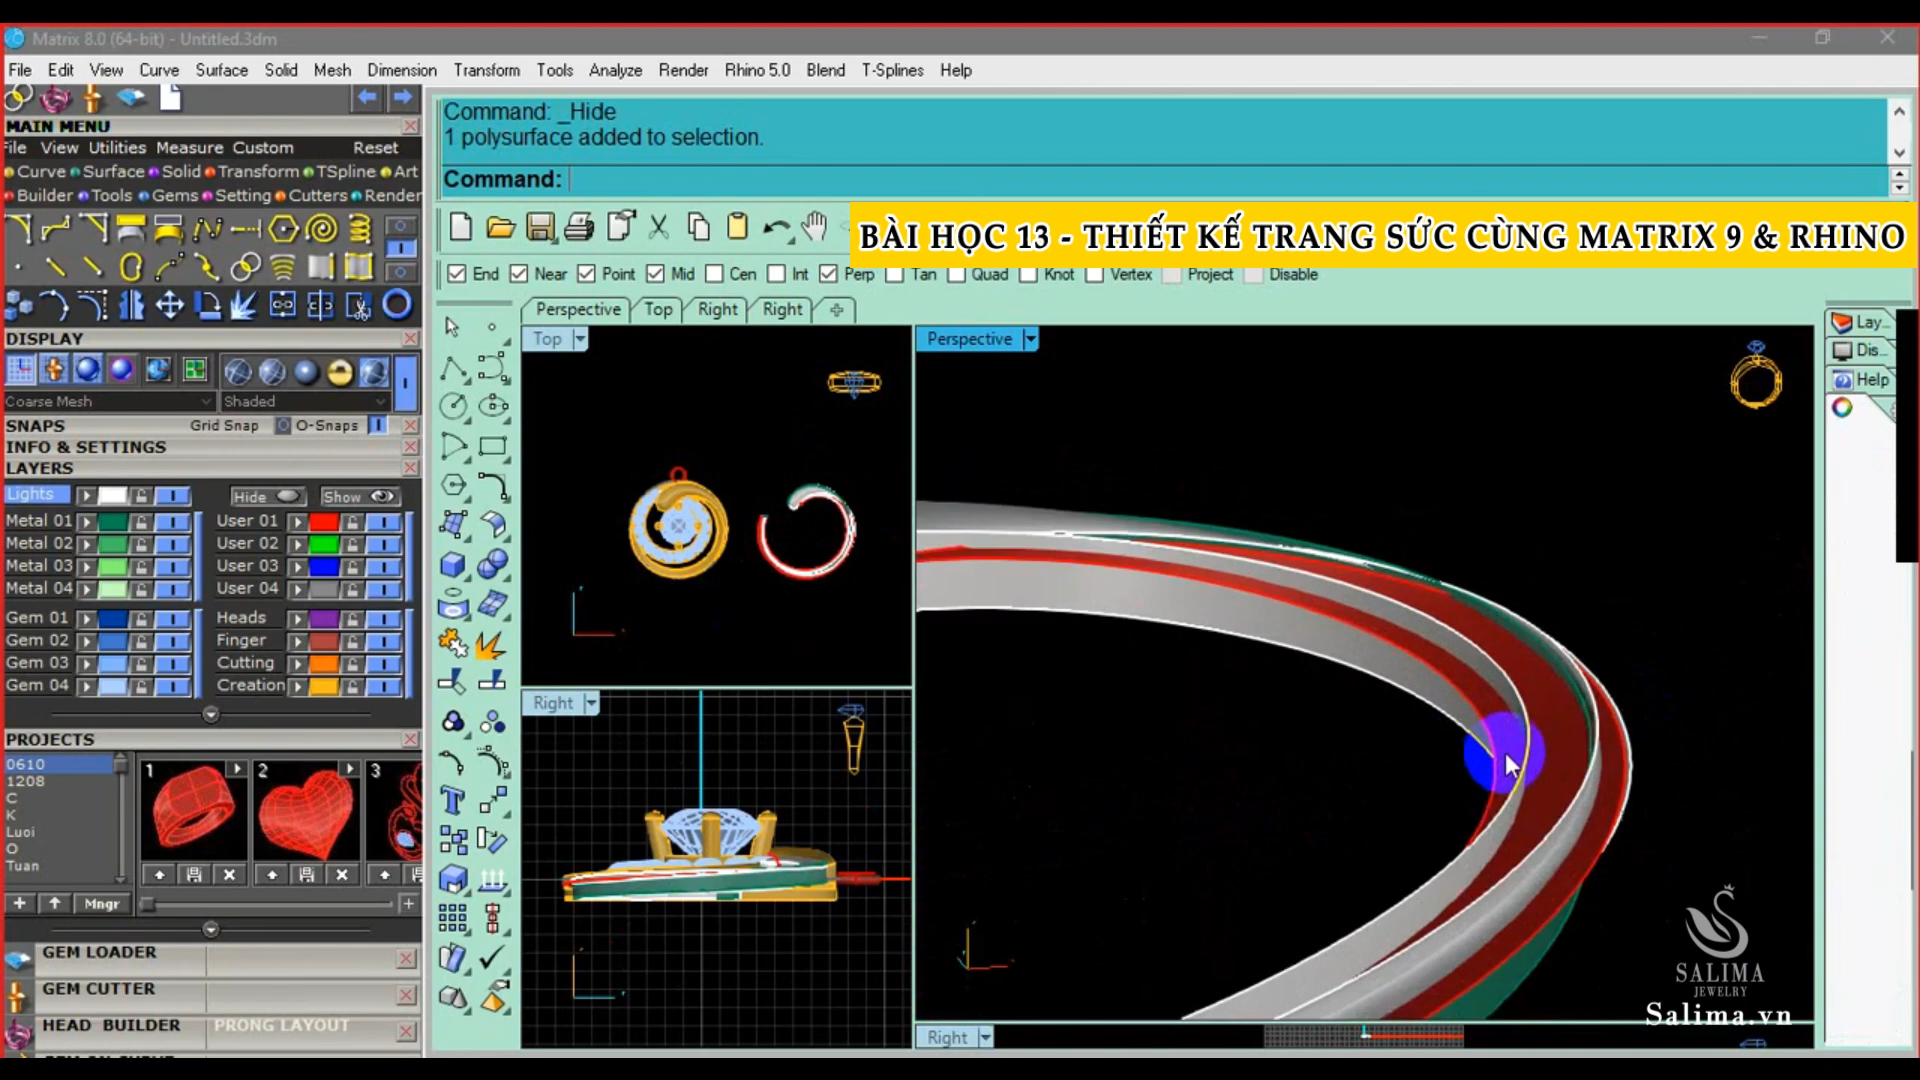 Matrix 8.0 (64-bit) - Untitled.3dm
File Edit View Curve Surface Solid Mesh Dimension Transform Tools Analyze Render Rhino 5.0 Blend T-Splines Help
MAIN MENU
File View Utilities Measure Custom Reset
Curve Surface Solid Transform TSpline Art
Builder Tools Gems Setting Cutters Render
DISPLAY
Coarse Mesh Shaded
SNAPS Grid Snap O-Snaps
INFO & SETTINGS
LAYERS
Lights Hide Show
Metal 01 User 01
Metal 02 User 02
Metal 03 User 03
Metal 04 User 04
Gem 01 Heads
Gem 02 Finger
Gem 03 Cutting
Gem 04 Creation
PROJECTS
0610
1208
C
K
Luoi
O
Tuan
1 2 3
Mngr
GEM LOADER
GEM CUTTER
HEAD BUILDER PRONG LAYOUT
Command: _Hide
1 polysurface added to selection.
Command:
BÀI HỌC 13 - THIẾT KẾ TRANG SỨC CÙNG MATRIX 9 & RHINO
End Near Point Mid Cen Int Perp Tan Quad Knot Vertex Project Disable
Perspective Top Right Right
Top
Perspective
Right
Right
Lay...
Dis...
Help
SALIMA
JEWELRY
Salima.vn